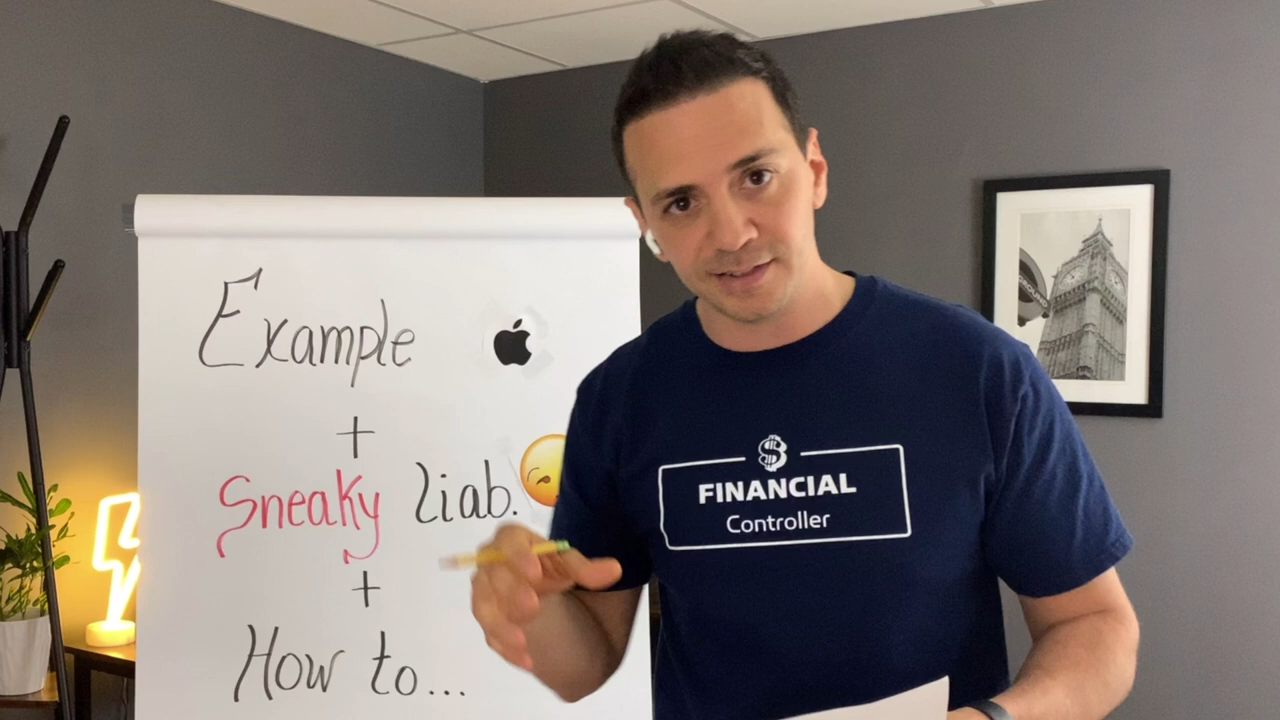 Example
+
Sneaky Liab.
+
How to...
$
FINANCIAL
Controller